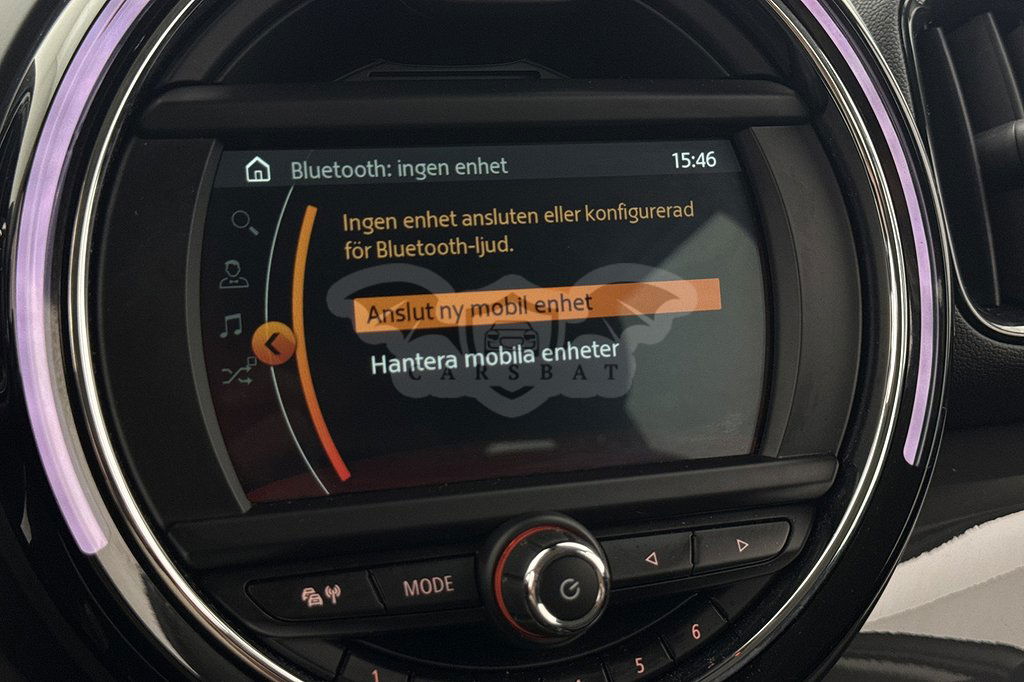 Bluetooth: ingen enhet 15:46
Ingen enhet ansluten eller konfigurerad
för Bluetooth-ljud.
Anslut ny mobil enhet
Hantera mobila enheter
CARSBAT
MODE
1
4
5
6